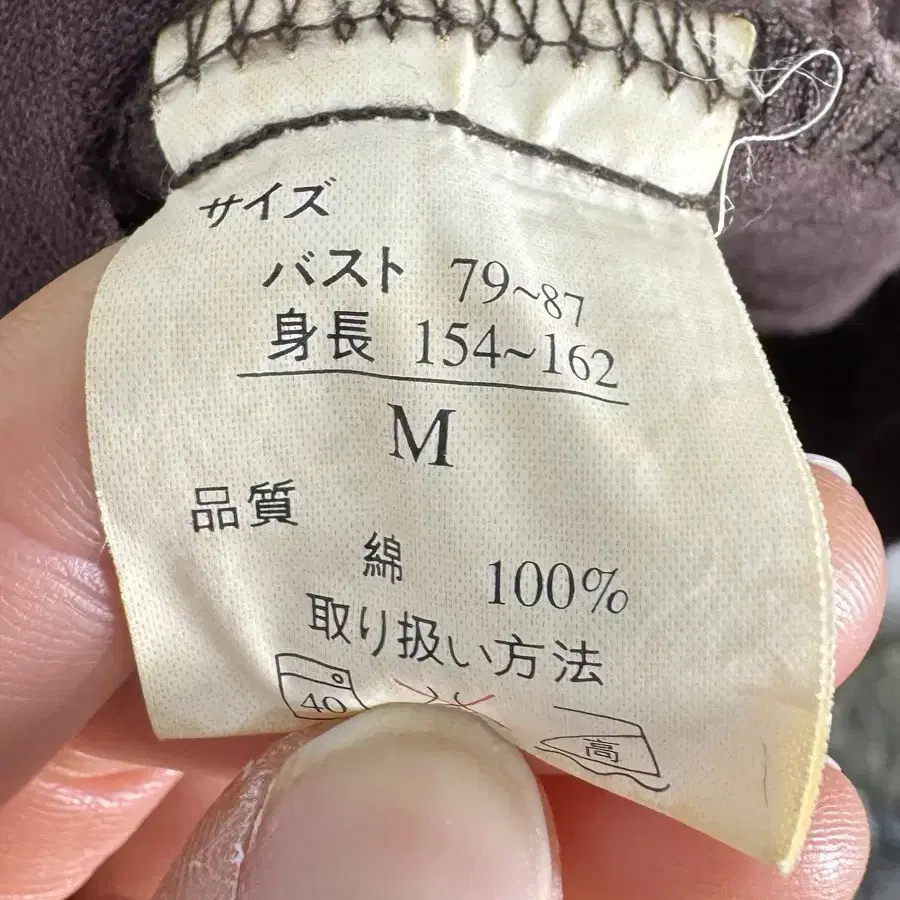 サイズ
バスト 79~87
身長 154~162
M
品質
綿 100%
取り扱い方法
40
高